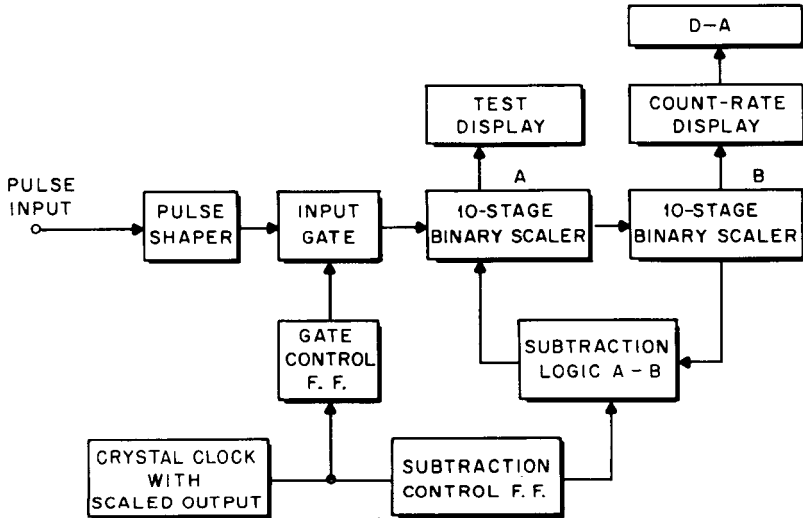 D-A
TEST
DISPLAY
COUNT-RATE
DISPLAY
PULSE
INPUT
A
B
PULSE
SHAPER
INPUT
GATE
10-STAGE
BINARY SCALER
10-STAGE
BINARY SCALER
GATE
CONTROL
F. F.
SUBTRACTION
LOGIC A-B
CRYSTAL CLOCK
WITH
SCALED OUTPUT
SUBTRACTION
CONTROL F. F.